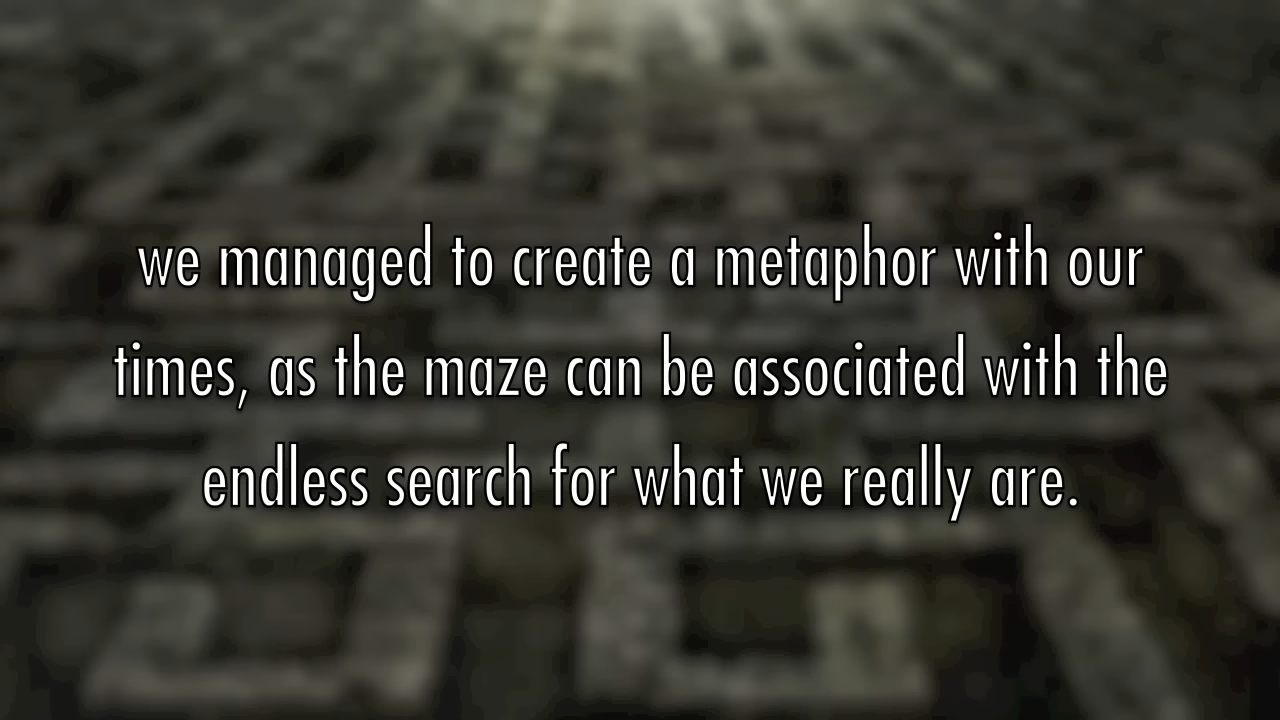 we managed to create a metaphor with our
times, as the maze can be associated with the
endless search for what we really are.